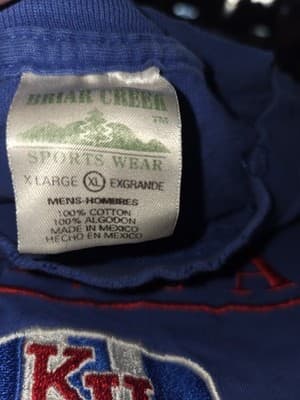 BRIAR CREEK
TM
SPORTS WEAR
X LARGE XL EXGRANDE
MENS-HOMBRES
100% COTTON
100% ALGODON
MADE IN MEXICO
HECHO EN MEXICO
A
KU